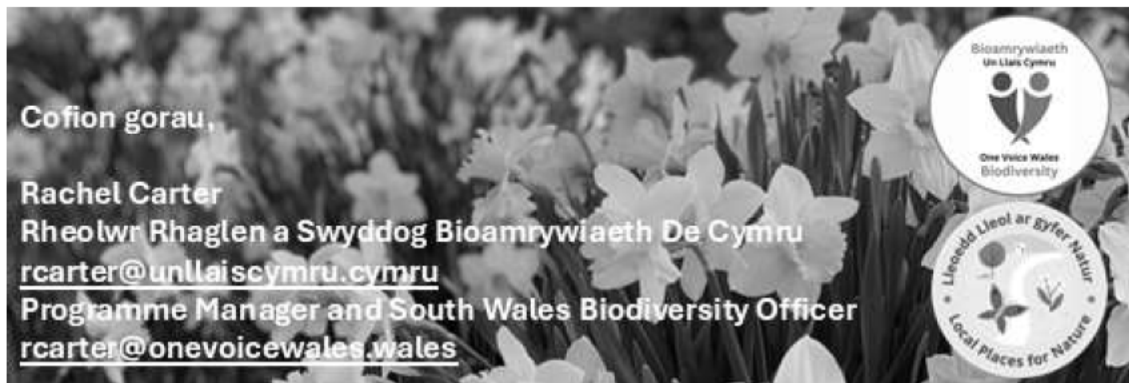 Cofion gorau,
Rachel Carter
Rheolwr Rhaglen a Swyddog Bioamrywiaeth De Cymru
rcarter@unllaiscymru.cymru
Programme Manager and South Wales Biodiversity Officer
rcarter@onevoicewales.wales
Bioamrywiaeth
Un Llais Cymru
One Voice Wales
Biodiversity
Lleoedd Lleol ar gyfer Natur
Local Places for Nature